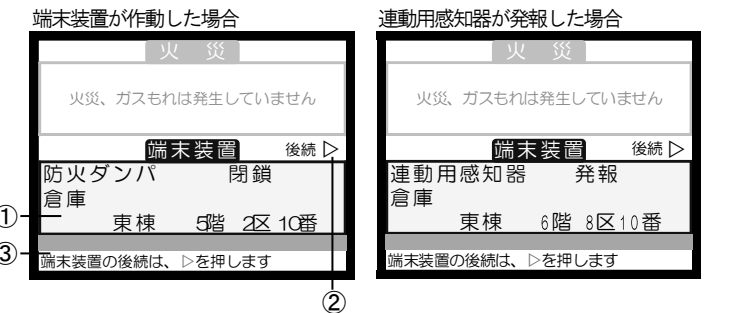 端末装置が作動した場合
火 災
火災、ガスもれは発生していません
端末装置 後続 ▷
防火ダンパ 閉鎖
倉庫
① 東棟 5階 2区 10番
③ 端末装置の後続は、▷を押します
②
連動用感知器が発報した場合
火 災
火災、ガスもれは発生していません
端末装置 後続 ▷
連動用感知器 発報
倉庫
東棟 6階 8区10番
端末装置の後続は、▷を押します